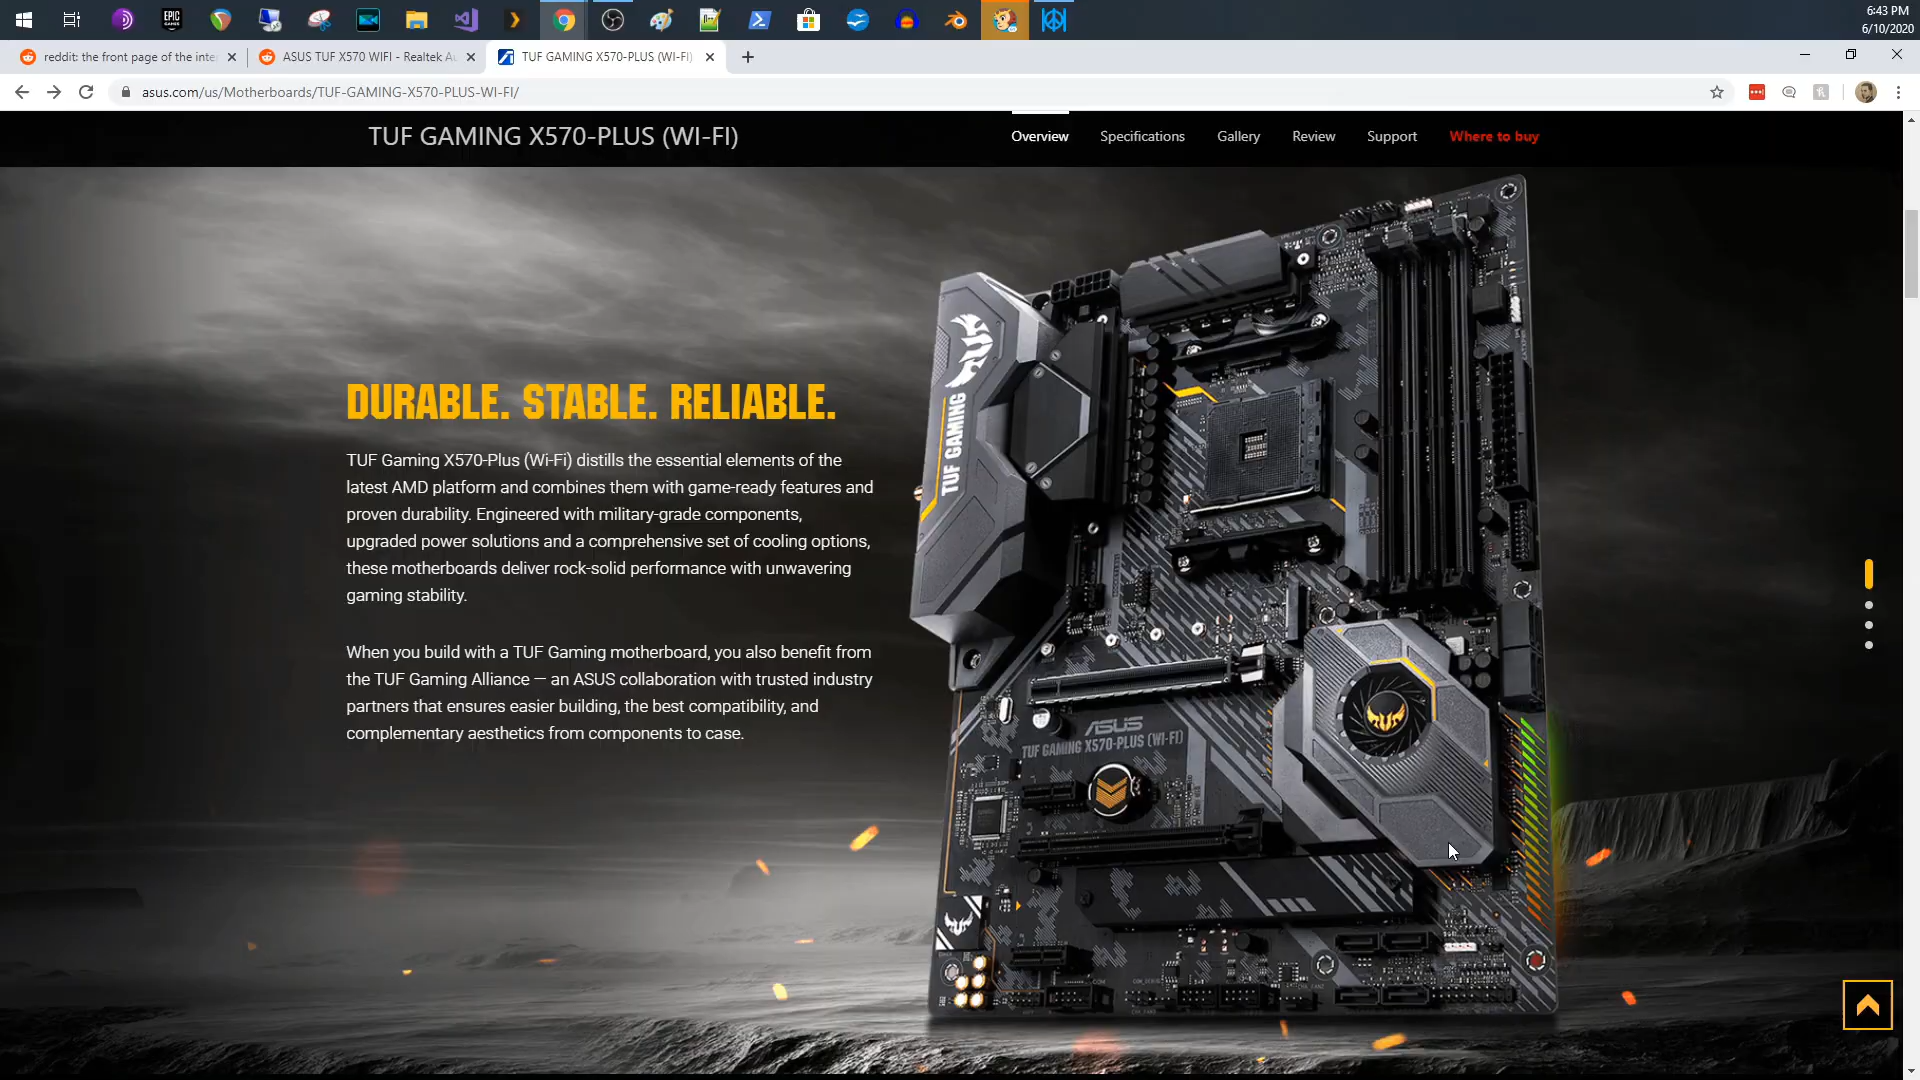 6:43 PM
6/10/2020
reddit: the front page of the inte
ASUS TUF X570 WIFI - Realtek Au
TUF GAMING X570-PLUS (WI-FI)
asus.com/us/Motherboards/TUF-GAMING-X570-PLUS-WI-FI/
TUF GAMING X570-PLUS (WI-FI)
Overview
Specifications
Gallery
Review
Support
Where to buy
DURABLE. STABLE. RELIABLE.
TUF Gaming X570-Plus (Wi-Fi) distills the essential elements of the
latest AMD platform and combines them with game-ready features and
proven durability. Engineered with military-grade components,
upgraded power solutions and a comprehensive set of cooling options,
these motherboards deliver rock-solid performance with unwavering
gaming stability.
When you build with a TUF Gaming motherboard, you also benefit from
the TUF Gaming Alliance — an ASUS collaboration with trusted industry
partners that ensures easier building, the best compatibility, and
complementary aesthetics from components to case.
TUF GAMING
ASUS
TUF GAMING X570-PLUS (WI-FI)